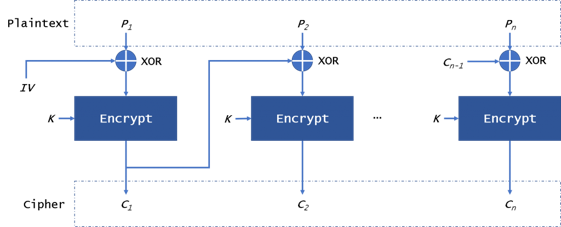 Plaintext P1 P2 Pn
XOR XOR Cn-1 XOR
IV
K Encrypt K Encrypt ... K Encrypt
Cipher C1 C2 Cn